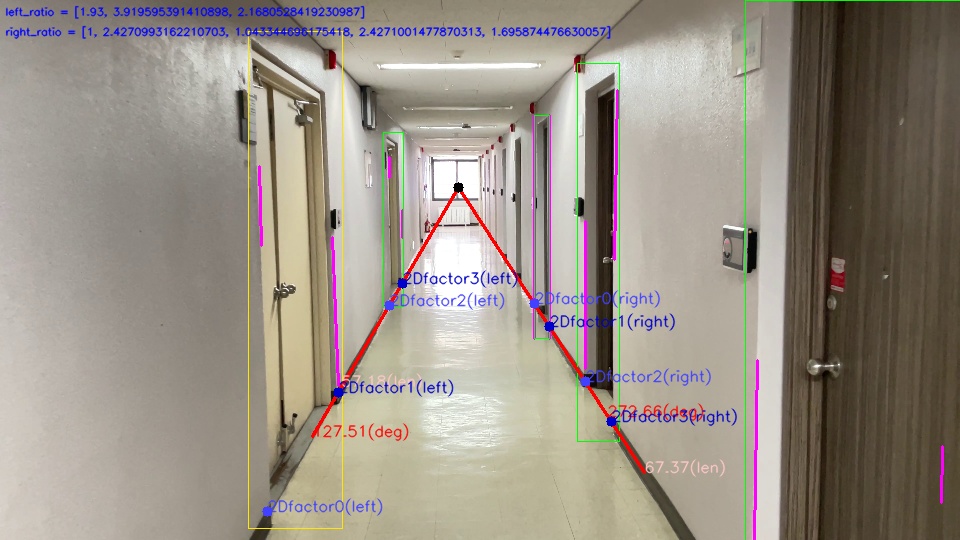 left_ratio = [1.93, 3.919595391410898, 2.1680528419230987]
right_ratio = [1, 2.4270993162210703, 1.043344696175418, 2.4271001477870313, 1.695874476630057]
2Dfactor3(left)
2Dfactor2(left)
2Dfactor0(right)
2Dfactor1(right)
2Dfactor2(right)
2Dfactor1(left)
2Dfactor3(right)
127.51(deg)
67.37(len)
2Dfactor0(left)